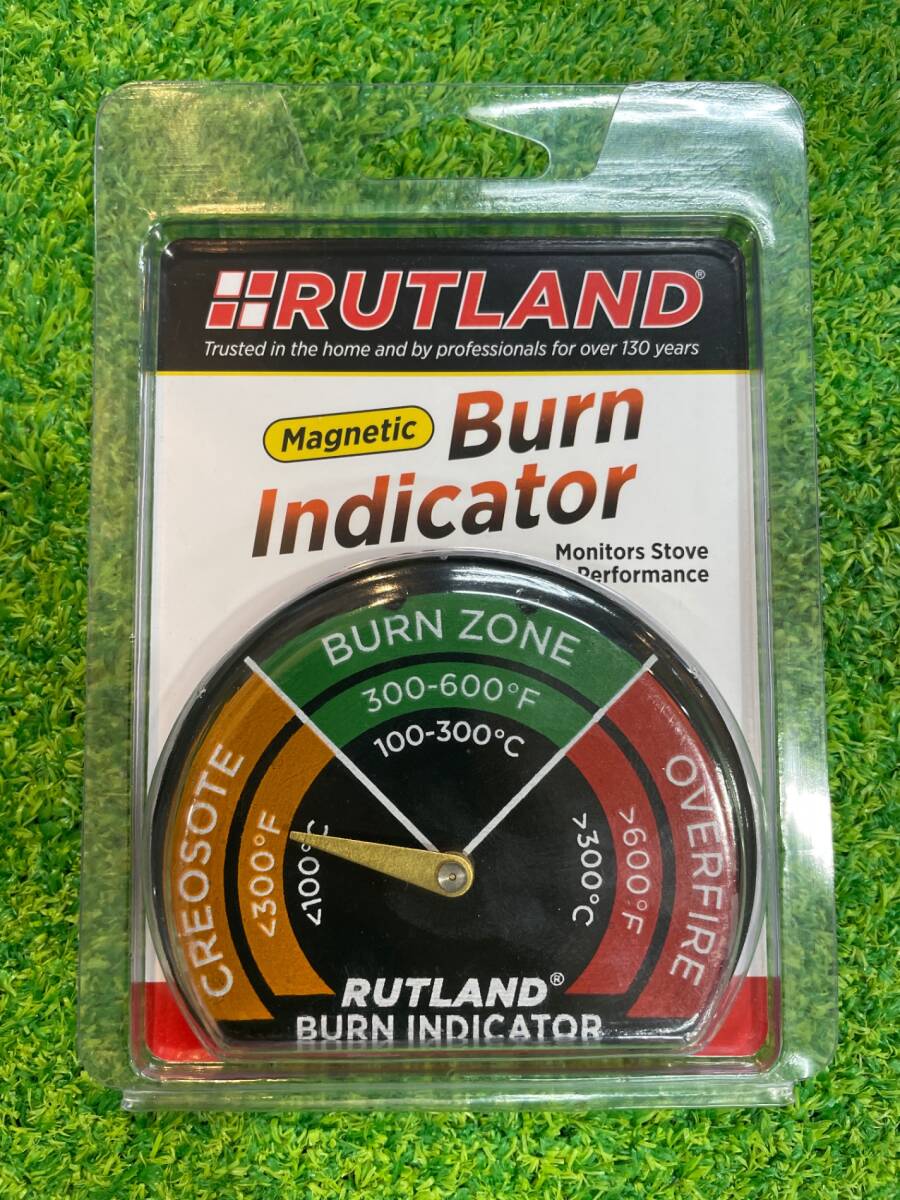 RUTLAND®
Trusted in the home and by professionals for over 130 years
Magnetic Burn
Indicator
Monitors Stove
Performance
BURN ZONE
300-600°F
100-300°C
CREOSOTE
<300°F
<100°C
>300°C
>600°F
OVERFIRE
RUTLAND®
BURN INDICATOR